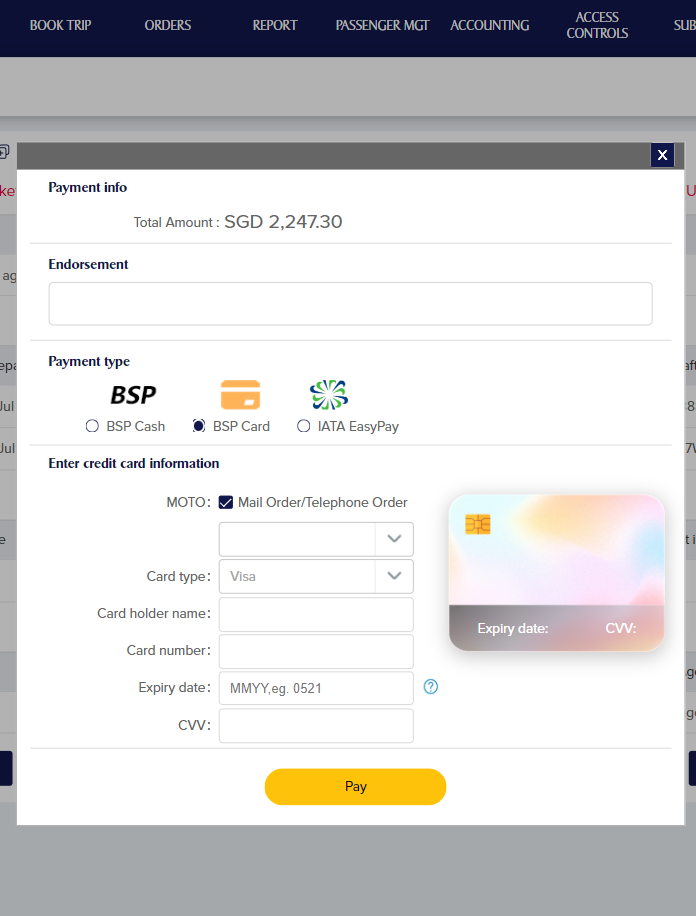 BOOK TRIP ORDERS REPORT PASSENGER MGT ACCOUNTING ACCESS CONTROLS SUB
X
Payment info
Total Amount : SGD 2,247.30
Endorsement
Payment type
BSP
BSP Cash BSP Card IATA EasyPay
Enter credit card information
MOTO: Mail Order/Telephone Order
Card type: Visa
Card holder name:
Card number:
Expiry date: MMYY,eg. 0521 ?
CVV:
Expiry date: CVV:
Pay